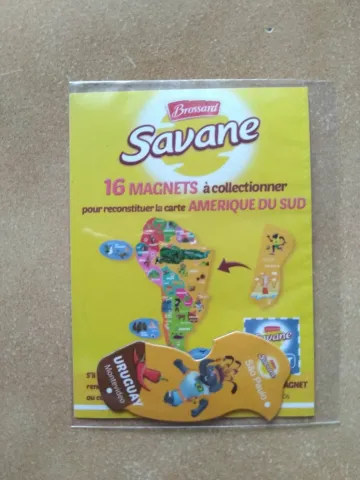 Brossard
Savane
16 MAGNETS à collectionner
pour reconstituer la carte AMERIQUE DU SUD
Savane
URUGUAY
Montevideo
São Paulo
MAGNET